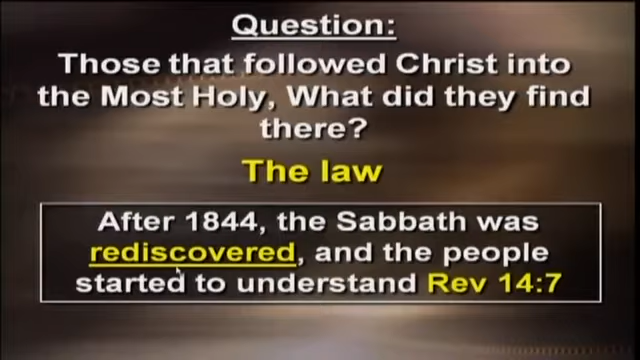 Question:
Those that followed Christ into
the Most Holy, What did they find
there?
The law
After 1844, the Sabbath was
rediscovered, and the people
started to understand Rev 14:7